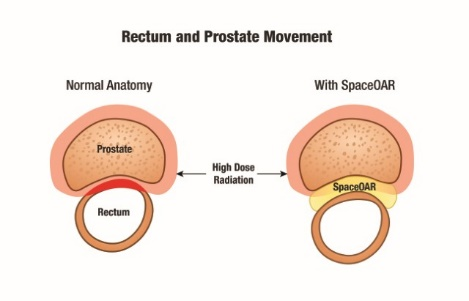 Rectum and Prostate Movement
Normal Anatomy
With SpaceOAR
Prostate
High Dose
Radiation
SpaceOAR
Rectum